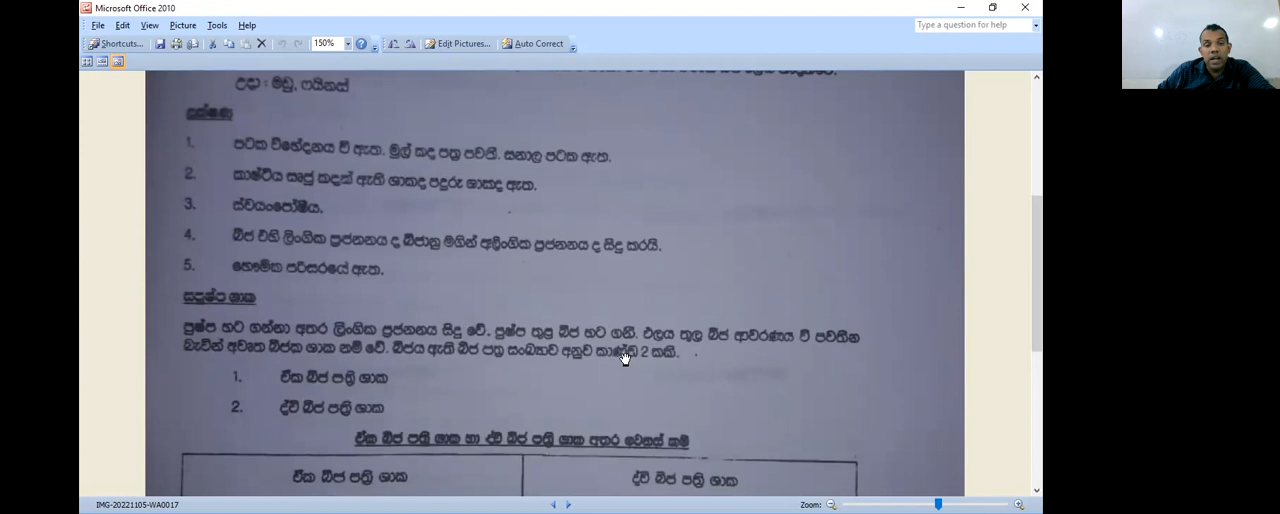 Microsoft Office 2010
File Edit View Picture Tools Help
Type a question for help
Shortcuts... 150% Edit Pictures... Auto Correct
උදා : මඩු, ෆයිනස්
ලක්ෂණ
1. පටක විභේදනය වී ඇත. මුල් කඳ පත්‍ර පවතී. සනාල පටක ඇත.
2. කාෂ්ටීය සෘජු කඳක් ඇති ශාකද පඳුරු ශාකද ඇත.
3. ස්වයංපෝෂීය.
4. බීජ එහි ලිංගික ප්‍රජනනය ද බීජානු මගින් අලිංගික ප්‍රජනනය ද සිදු කරයි.
5. භෞමික පරිසරයේ ඇත.
සපුෂ්ප ශාක
පුෂ්ප හට ගන්නා අතර ලිංගික ප්‍රජනනය සිදු වේ. පුෂ්ප තුළ බීජ හට ගනී. ඵලය තුල බීජ ආවරණය වී පවතින
බැවින් අවෘත බීජක ශාක නම් වේ. බීජය ඇති බීජ පත්‍ර සංඛ්‍යාව අනුව කාණ්ඩ 2 කකි.
1. ඒක බීජ පත්‍රී ශාක
2. ද්වි බීජ පත්‍රී ශාක
ඒක බීජ පත්‍රී ශාක හා ද්වි බීජ පත්‍රී ශාක අතර වෙනස් කම්
ඒක බීජ පත්‍රී ශාක ද්වි බීජ පත්‍රී ශාක
IMG-20221105-WA0017 Zoom: